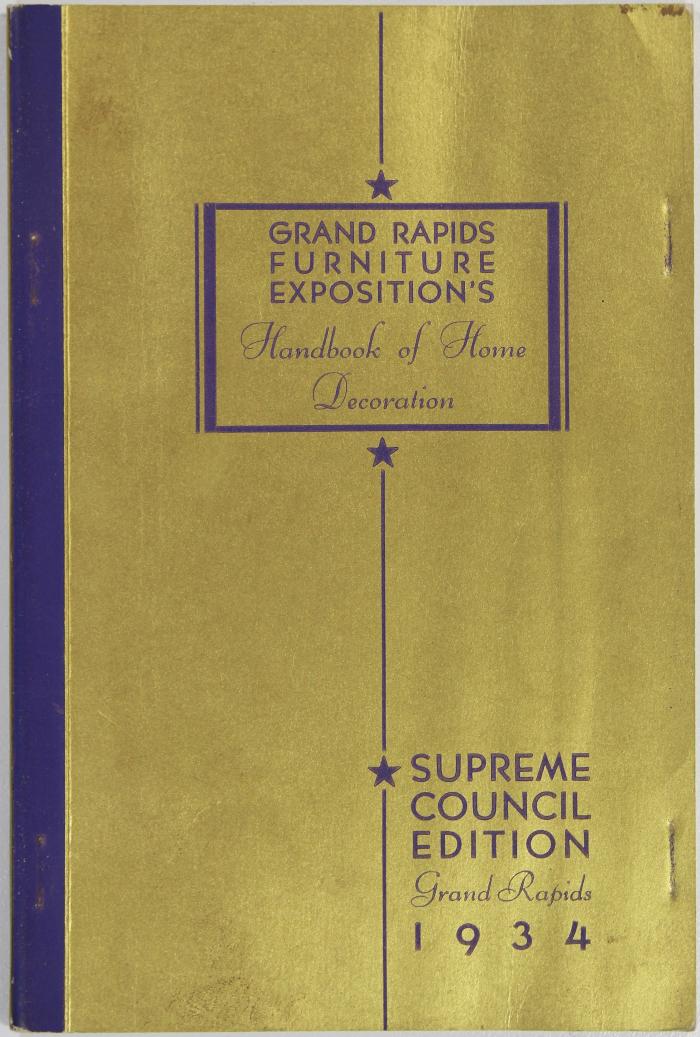 GRAND RAPIDS
FURNITURE
EXPOSITION'S
Handbook of Home
Decoration
SUPREME
COUNCIL
EDITION
Grand Rapids
1934